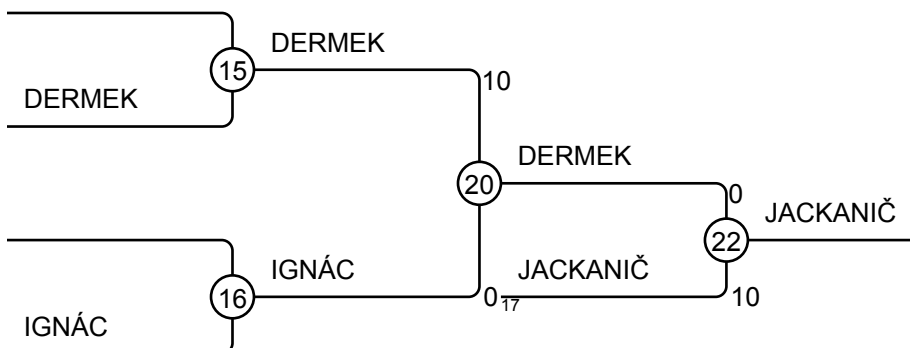 DERMEK
15
DERMEK
10
DERMEK
20
0
JACKANIČ
22
IGNÁC
JACKANIČ
16
0
17
10
IGNÁC